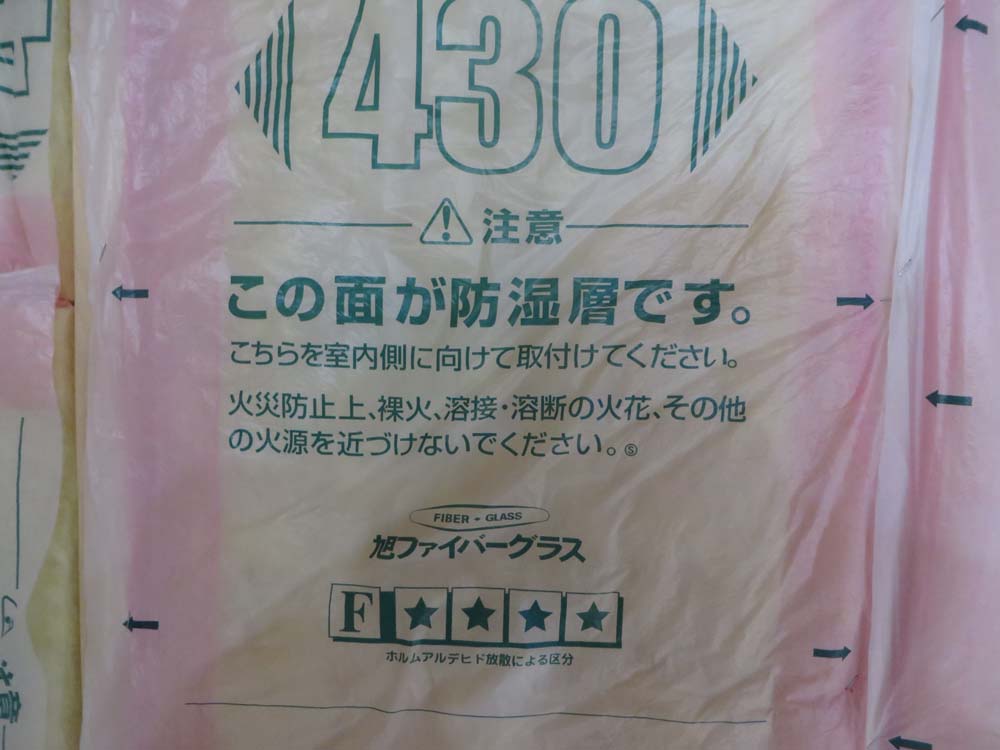 430
注意
この面が防湿層です。
こちらを室内側に向けて取付けてください。
火災防止上、裸火、溶接・溶断の火花、その他
の火源を近づけないでください。Ⓢ
FIBER - GLASS
旭ファイバーグラス
F★★★★
ホルムアルデヒド放散による区分